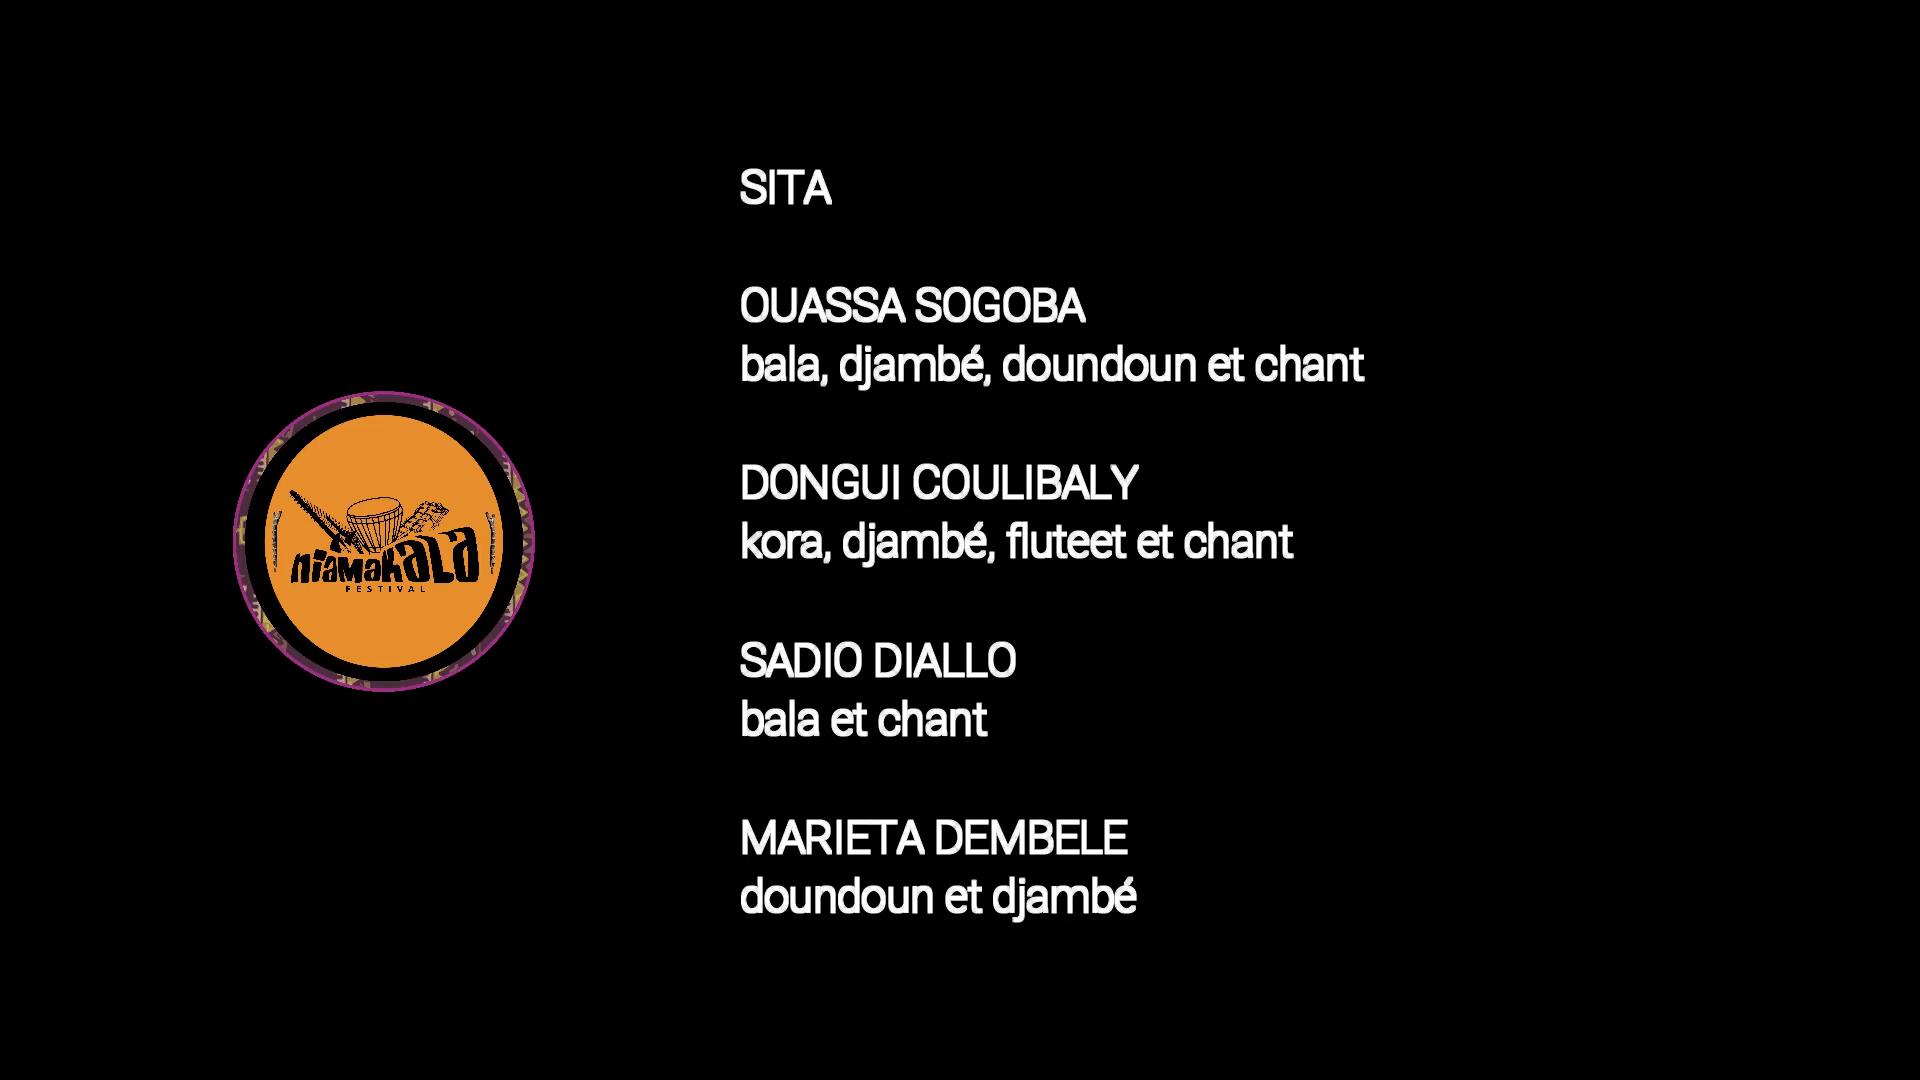 SITA
OUASSA SOGOBA
bala, djambé, doundoun et chant
DONGUI COULIBALY
kora, djambé, fluteet et chant
SADIO DIALLO
bala et chant
MARIETA DEMBELE
doundoun et djambé
niamakala
FESTIVAL